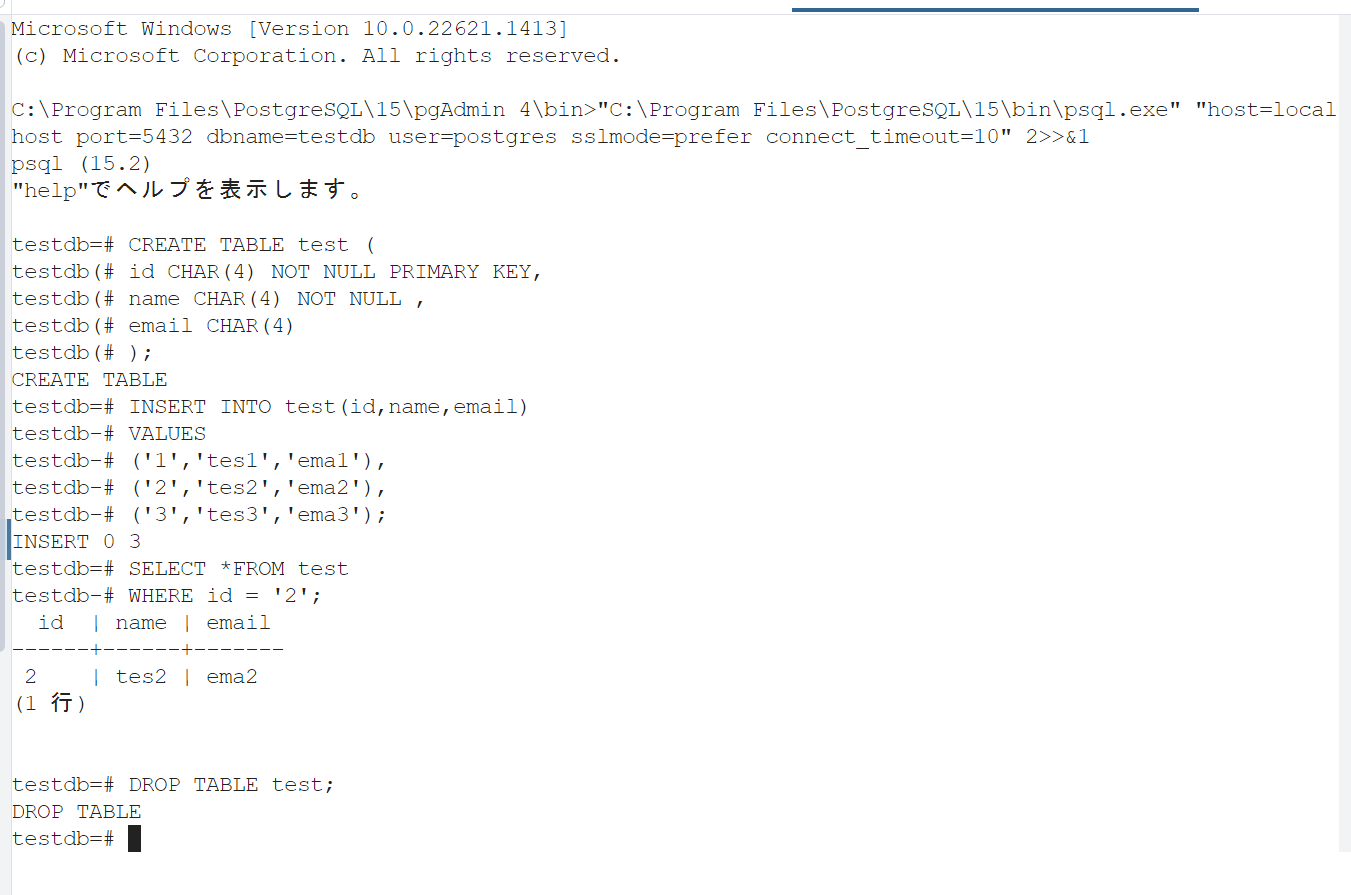 Microsoft Windows [Version 10.0.22621.1413]
(c) Microsoft Corporation. All rights reserved.
C:\Program Files\PostgreSQL\15\pgAdmin 4\bin>"C:\Program Files\PostgreSQL\15\bin\psql.exe" "host=local
host port=5432 dbname=testdb user=postgres sslmode=prefer connect_timeout=10" 2>>&1
psql (15.2)
"help"でヘルプを表示します。
testdb=# CREATE TABLE test (
testdb(# id CHAR(4) NOT NULL PRIMARY KEY,
testdb(# name CHAR(4) NOT NULL ,
testdb(# email CHAR(4)
testdb(# );
CREATE TABLE
testdb=# INSERT INTO test(id,name,email)
testdb-# VALUES
testdb-# ('1','tes1','ema1'),
testdb-# ('2','tes2','ema2'),
testdb-# ('3','tes3','ema3');
INSERT 0 3
testdb=# SELECT *FROM test
testdb-# WHERE id = '2';
  id  | name | email
------+------+-------
 2    | tes2 | ema2
(1 行)
testdb=# DROP TABLE test;
DROP TABLE
testdb=#